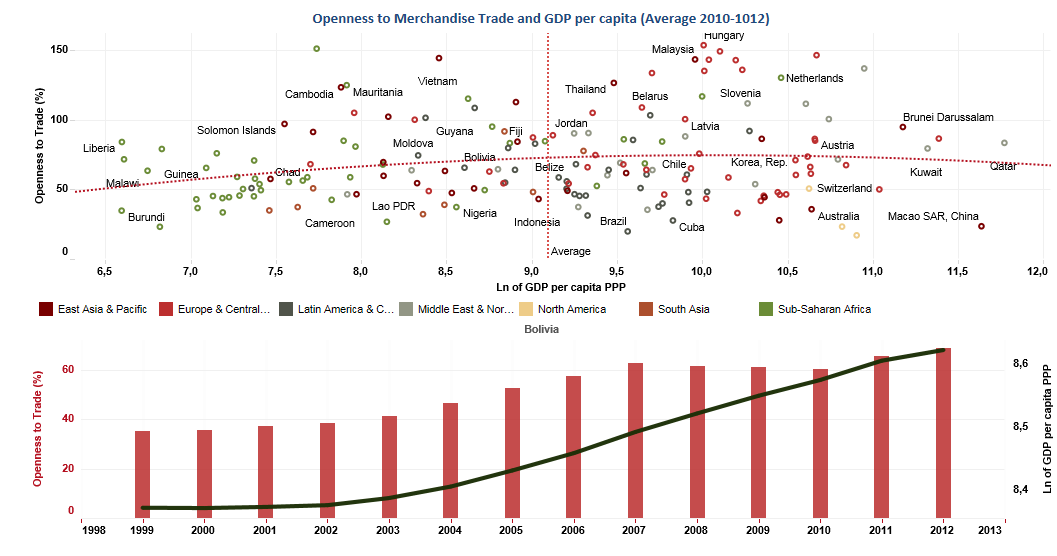 Openness to Merchandise Trade and GDP per capita (Average 2010-1012)
Openness to Trade (%)
150
100
50
0
Hungary
Malaysia
Vietnam
Netherlands
Cambodia
Mauritania
Thailand
Belarus
Slovenia
Solomon Islands
Guyana
Fiji
Jordan
Latvia
Brunei Darussalam
Liberia
Moldova
Austria
Bolivia
Belize
Chile
Korea, Rep.
Qatar
Malawi
Guinea
Chad
Kuwait
Switzerland
Burundi
Cameroon
Lao PDR
Nigeria
Indonesia
Brazil
Cuba
Australia
Macao SAR, China
Average
6,5 7,0 7,5 8,0 8,5 9,0 9,5 10,0 10,5 11,0 11,5 12,0
Ln of GDP per capita PPP
East Asia & Pacific Europe & Central... Latin America & C... Middle East & Nor... North America South Asia Sub-Saharan Africa
Bolivia
Openness to Trade (%)
60
40
20
0
8,6
8,5
8,4
Ln of GDP per capita PPP
1998 1999 2000 2001 2002 2003 2004 2005 2006 2007 2008 2009 2010 2011 2012 2013